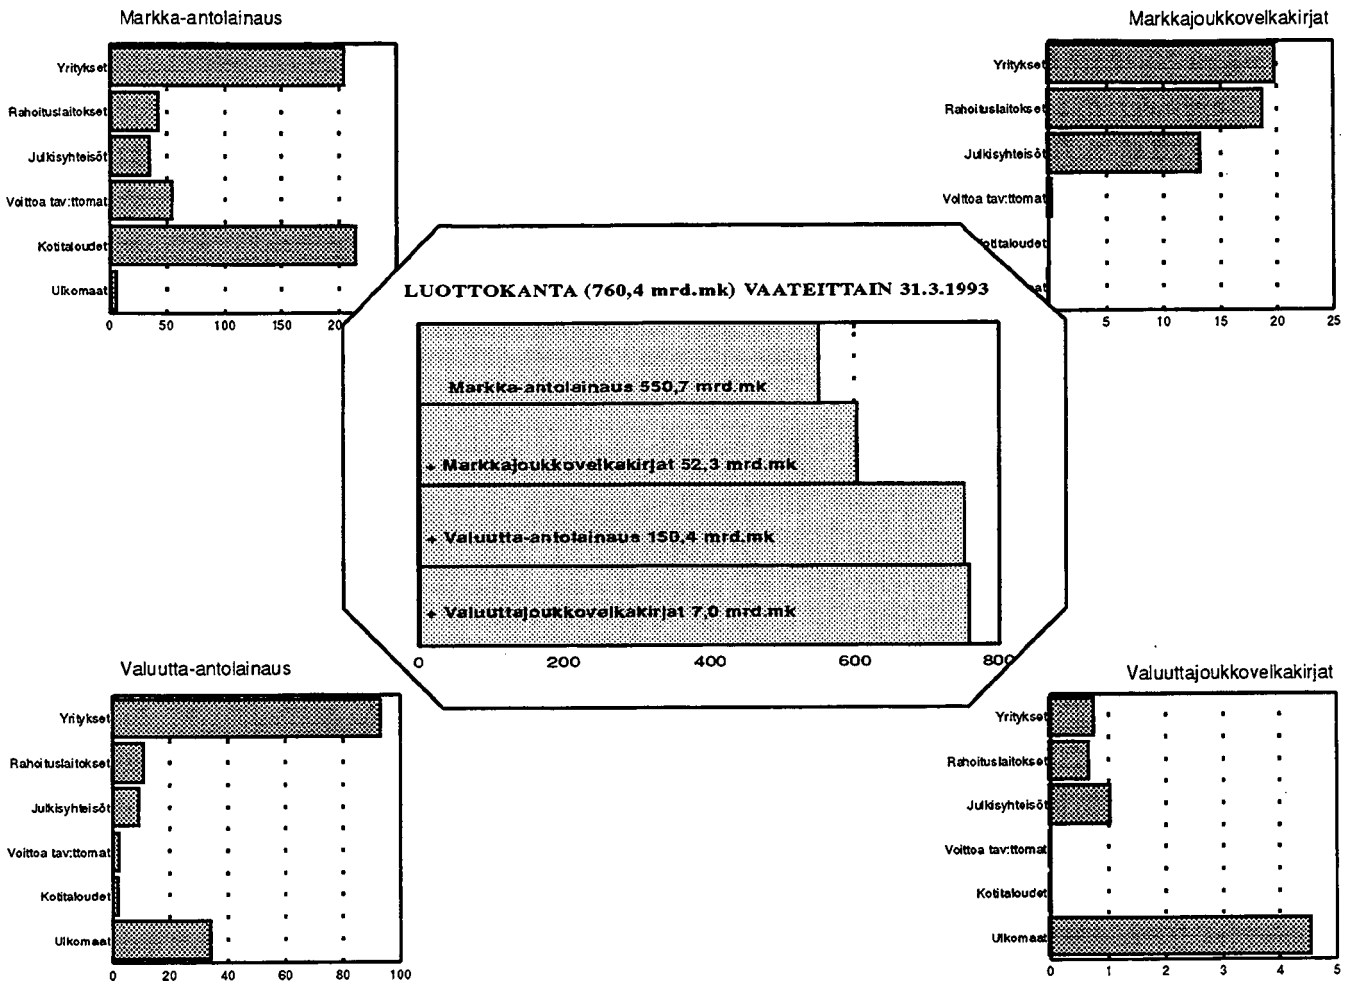 Markka-antolainaus
Yritykset
Rahoituslaitokset
Julkisyhteisöt
Voittoa tav:ttomat
Kotitaloudet
Ulkomaat
0 50 100 150
Markkajoukkovelkakirjat
Yritykset
Rahoituslaitokset
Julkisyhteisöt
Voittoa tav:ttomat
5 10 15 20 25
LUOTTOKANTA (760,4 mrd.mk) VAATEITTAIN 31.3.1993
Markka-antolainaus 550,7 mrd.mk
+ Markkajoukkovelkakirjat 52,3 mrd.mk
+ Valuutta-antolainaus 150,4 mrd.mk
+ Valuuttajoukkovelkakirjat 7,0 mrd.mk
0 200 400 600 800
Valuutta-antolainaus
Yritykset
Rahoituslaitokset
Julkisyhteisöt
Voittoa tav:ttomat
Kotitaloudet
Ulkomaat
0 20 40 60 80 100
Valuuttajoukkovelkakirjat
Yritykset
Rahoituslaitokset
Julkisyhteisöt
Voittoa tav:ttomat
Kotitaloudet
Ulkomaat
0 1 2 3 4 5